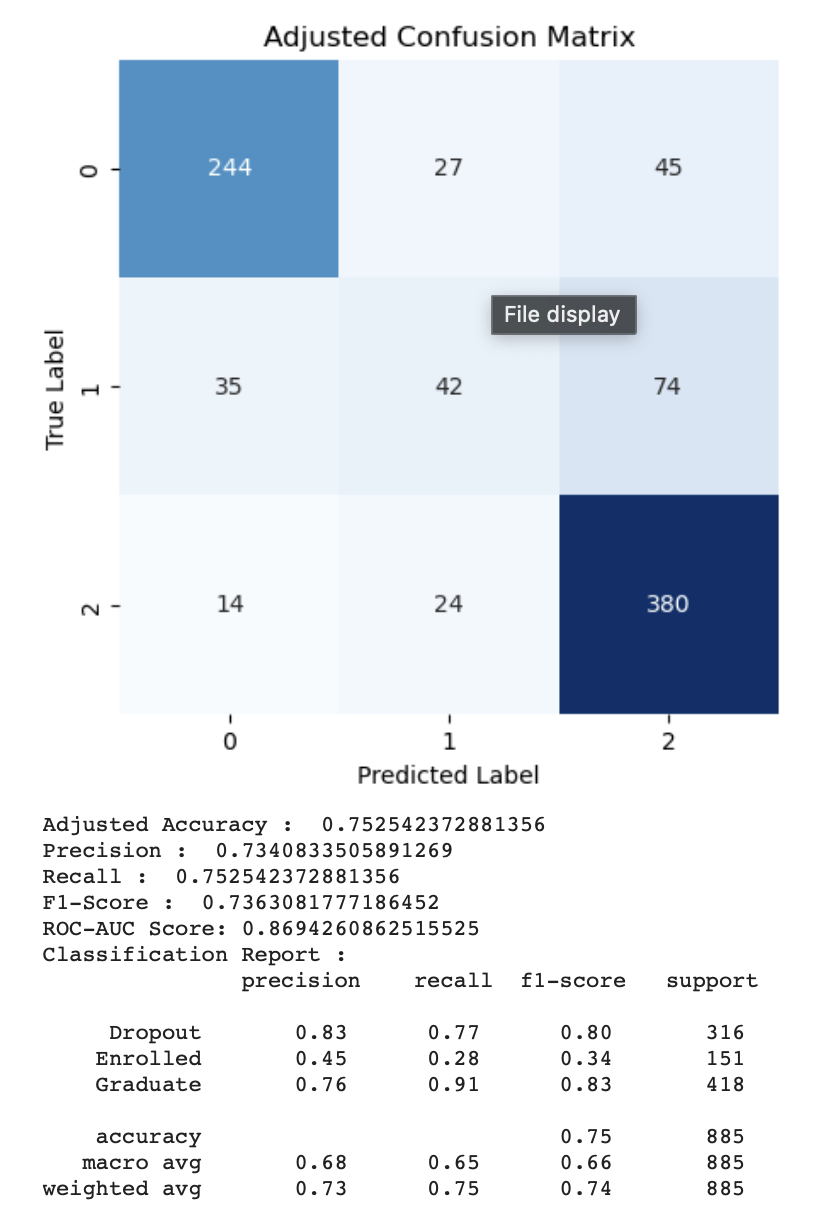 Adjusted Confusion Matrix
0
244
27
45
File display
True Label
1
35
42
74
2
14
24
380
0
1
2
Predicted Label
Adjusted Accuracy :  0.752542372881356
Precision :  0.7340833505891269
Recall :  0.752542372881356
F1-Score :  0.7363081777186452
ROC-AUC Score: 0.8694260862515525
Classification Report :
precision    recall  f1-score   support
Dropout       0.83      0.77      0.80       316
Enrolled       0.45      0.28      0.34       151
Graduate       0.76      0.91      0.83       418
accuracy                           0.75       885
macro avg       0.68      0.65      0.66       885
weighted avg       0.73      0.75      0.74       885